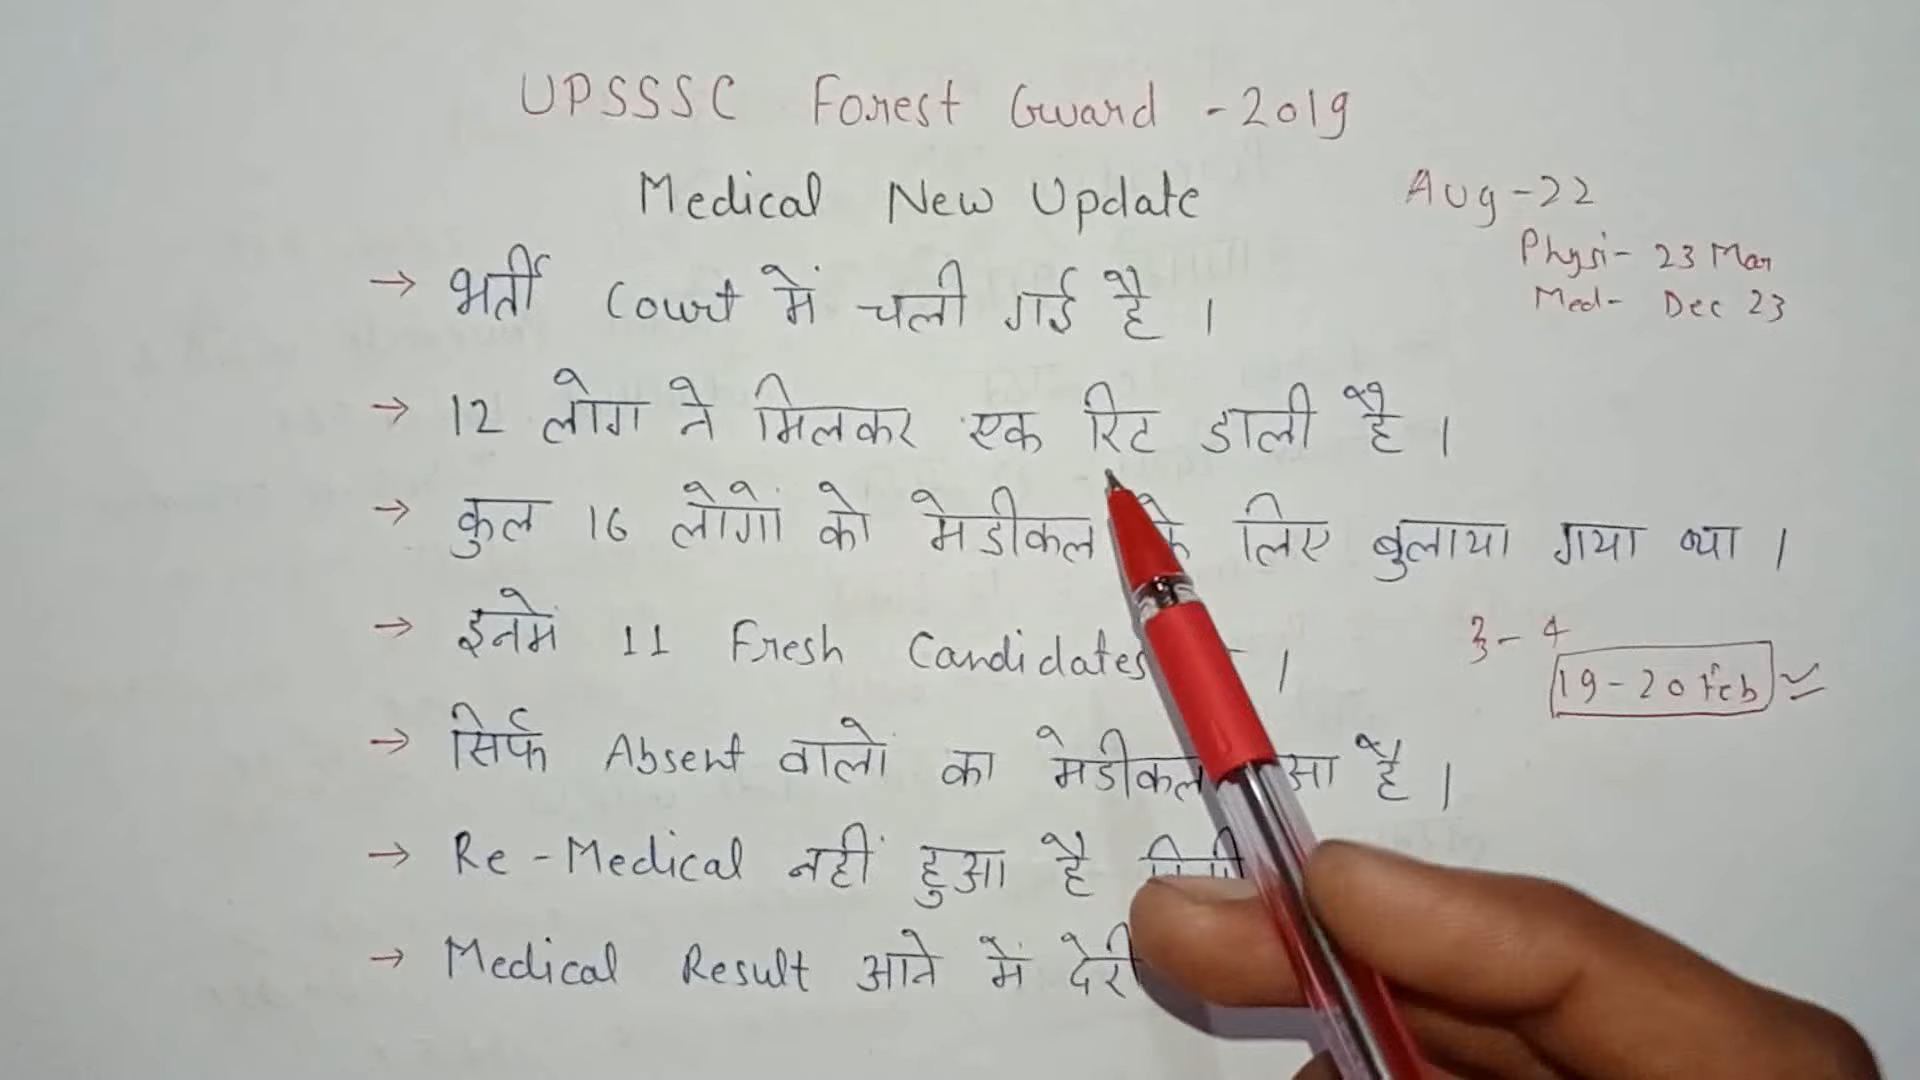 UPSSSC Forest Guard - 2019
Medical New Update
Aug - 22
Physi - 23 Mar
Med - Dec 23
→ भर्ती Court में चली गई है ।
→ 12 लोग ने मिलकर एक रिट डाली है ।
→ कुल 16 लोगों को मेडीकल के लिए बुलाया गया था ।
→ इनमें 11 Fresh Candidates ।
3 - 4
19 - 20 Feb
→ सिर्फ Absent वालों का मेडीकल है ।
→ Re - Medical नहीं हुआ है
→ Medical Result आने में देरी